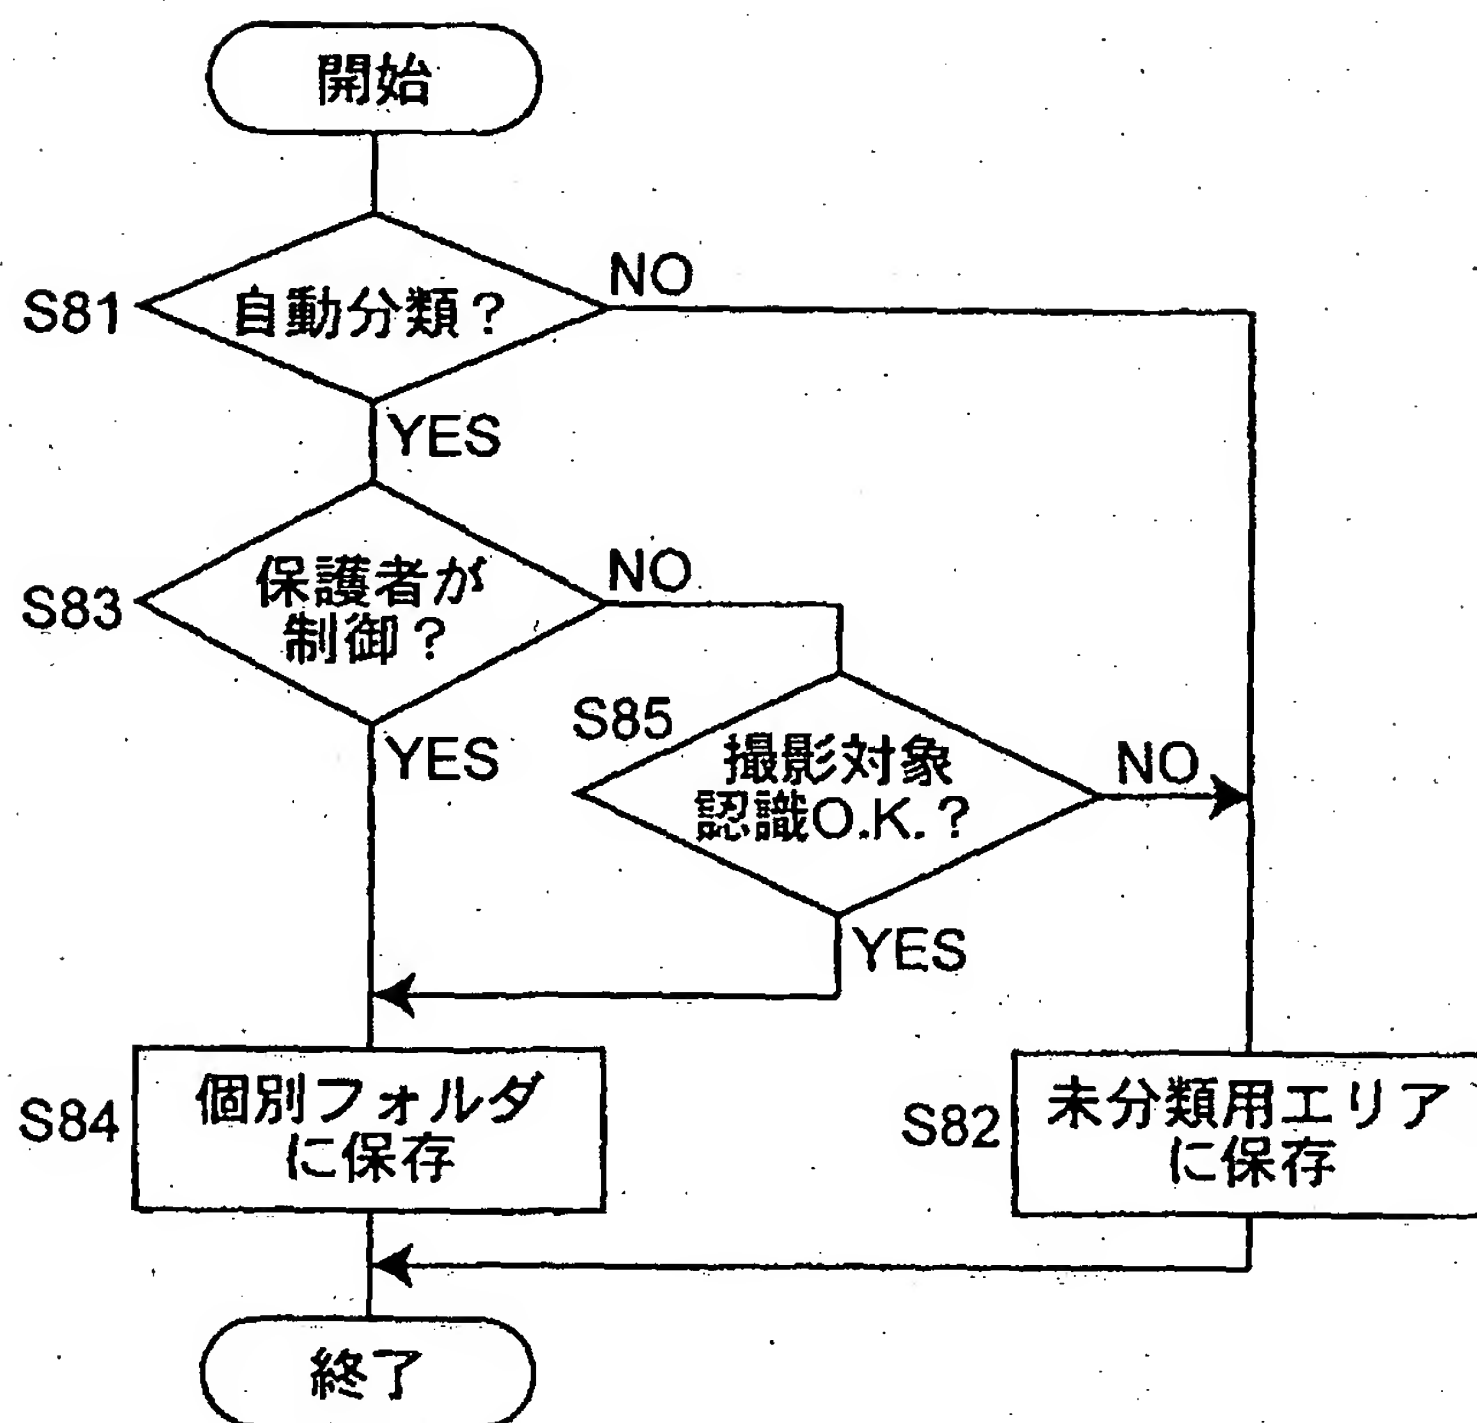 開始
S81
自動分類？
NO
YES
S83
保護者が
制御？
NO
YES
S85
撮影対象
認識O.K.？
NO
YES
S84
個別フォルダ
に保存
S82
未分類用エリア
に保存
終了